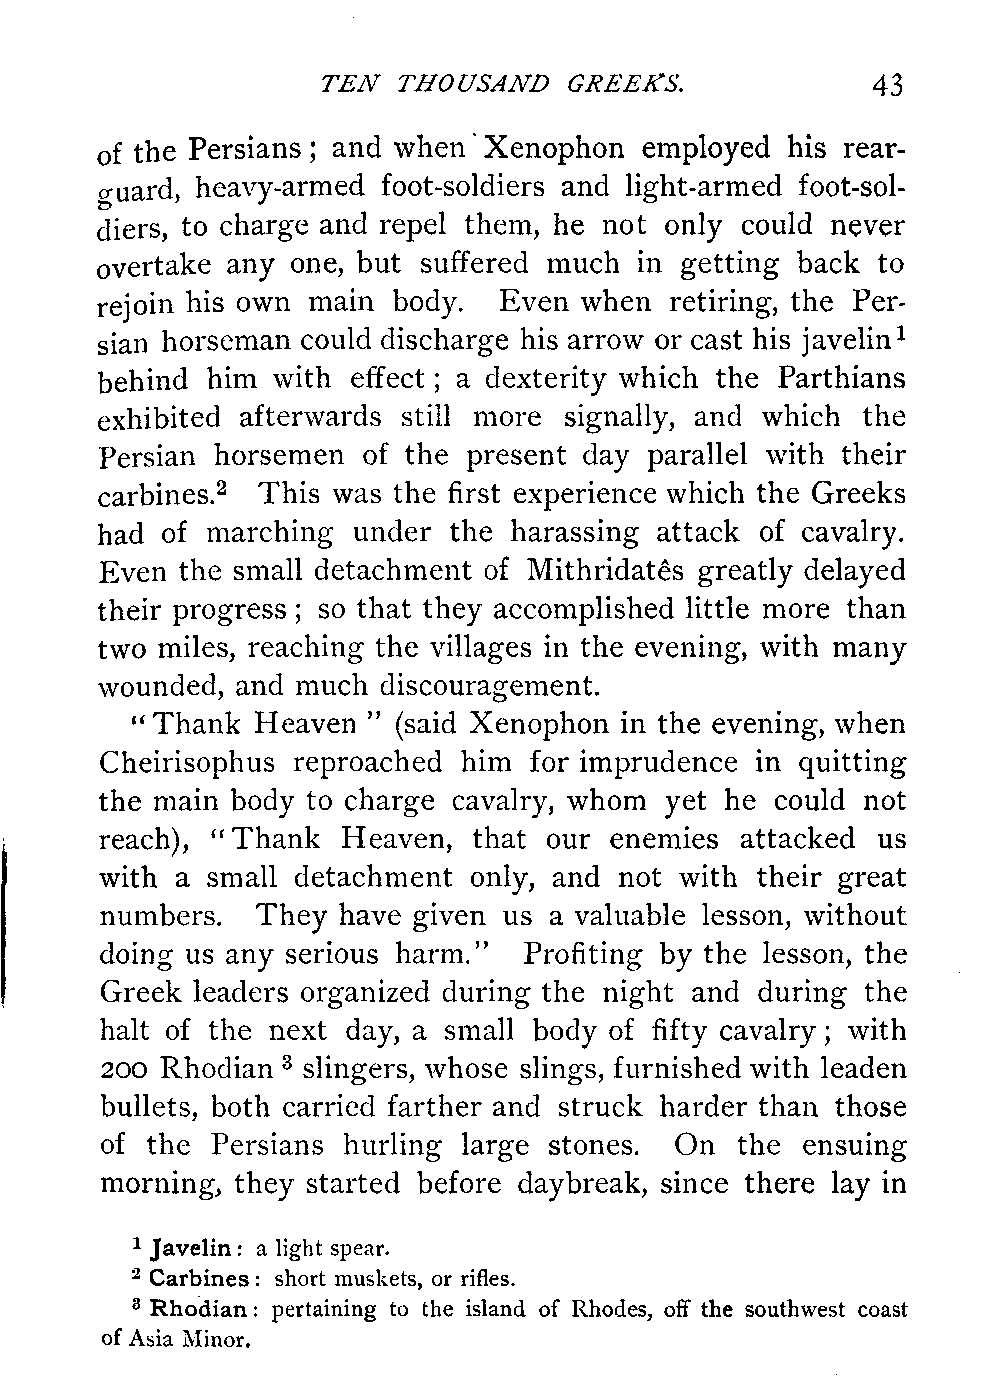 TEN THOUSAND GREEKS. 43
of the Persians; and when Xenophon employed his rear-
guard, heavy-armed foot-soldiers and light-armed foot-sol-
diers, to charge and repel them, he not only could never
overtake any one, but suffered much in getting back to
rejoin his own main body. Even when retiring, the Per-
sian horseman could discharge his arrow or cast his javelin¹
behind him with effect; a dexterity which the Parthians
exhibited afterwards still more signally, and which the
Persian horsemen of the present day parallel with their
carbines.² This was the first experience which the Greeks
had of marching under the harassing attack of cavalry.
Even the small detachment of Mithridatês greatly delayed
their progress; so that they accomplished little more than
two miles, reaching the villages in the evening, with many
wounded, and much discouragement.
"Thank Heaven" (said Xenophon in the evening, when
Cheirisophus reproached him for imprudence in quitting
the main body to charge cavalry, whom yet he could not
reach), "Thank Heaven, that our enemies attacked us
with a small detachment only, and not with their great
numbers. They have given us a valuable lesson, without
doing us any serious harm." Profiting by the lesson, the
Greek leaders organized during the night and during the
halt of the next day, a small body of fifty cavalry; with
200 Rhodian³ slingers, whose slings, furnished with leaden
bullets, both carried farther and struck harder than those
of the Persians hurling large stones. On the ensuing
morning, they started before daybreak, since there lay in
¹ Javelin: a light spear.
² Carbines: short muskets, or rifles.
³ Rhodian: pertaining to the island of Rhodes, off the southwest coast
of Asia Minor.